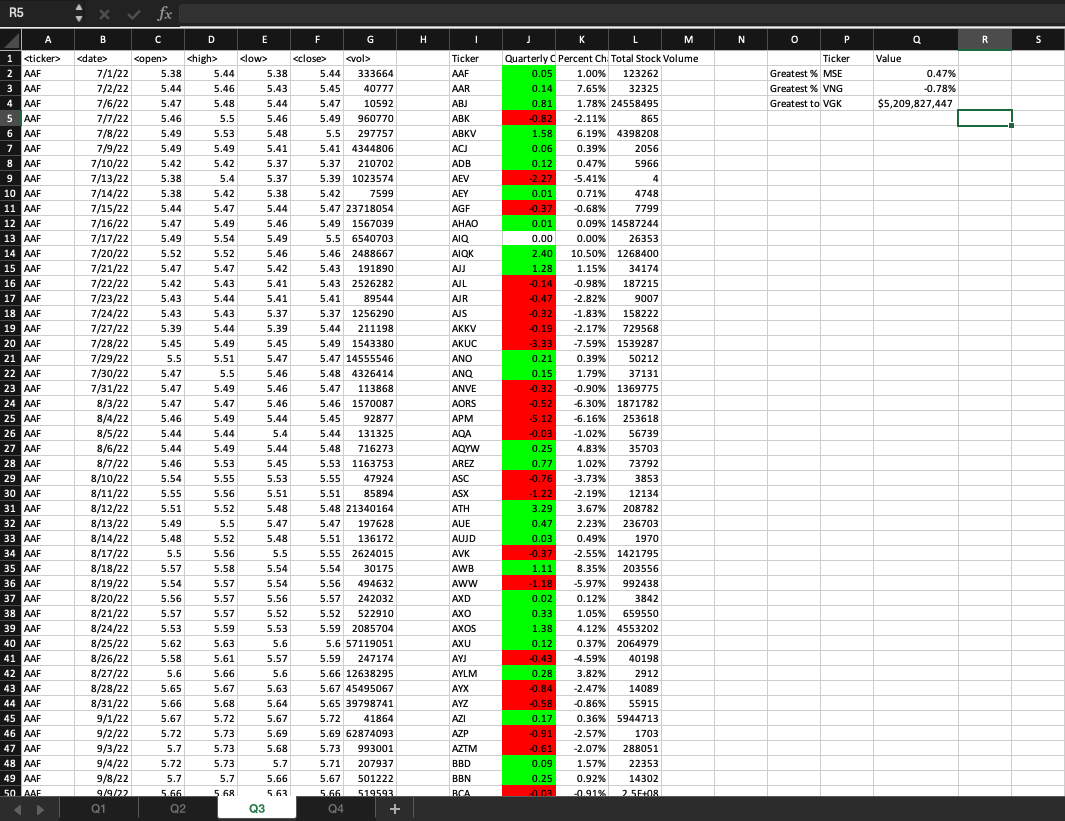 R5 fx
A B C D E F G H I J K L M N O P Q R S
1 <ticker> <date> <open> <high> <low> <close> <vol> Ticker Quarterly C Percent Ch Total Stock Volume Ticker Value
2 AAF 7/1/22 5.38 5.44 5.38 5.44 333664 AAF 0.05 1.00% 123262 Greatest % MSE 0.47%
3 AAF 7/2/22 5.44 5.46 5.43 5.45 40777 AAR 0.14 7.65% 32325 Greatest % VNG -0.78%
4 AAF 7/6/22 5.47 5.48 5.44 5.47 10592 ABJ 0.81 1.78% 24558495 Greatest to VGK $5,209,827,447
5 AAF 7/7/22 5.46 5.5 5.46 5.49 960770 ABK -0.82 -2.11% 865
6 AAF 7/8/22 5.49 5.53 5.48 5.5 297757 ABKV 1.58 6.19% 4398208
7 AAF 7/9/22 5.49 5.49 5.41 5.41 4344806 ACJ 0.06 0.39% 2056
8 AAF 7/10/22 5.42 5.42 5.37 5.37 210702 ADB 0.12 0.47% 5966
9 AAF 7/13/22 5.38 5.4 5.37 5.39 1023574 AEV -2.27 -5.41% 4
10 AAF 7/14/22 5.38 5.42 5.38 5.42 7599 AEY 0.01 0.71% 4748
11 AAF 7/15/22 5.44 5.47 5.44 5.47 23718054 AGF -0.37 -0.68% 7799
12 AAF 7/16/22 5.47 5.49 5.46 5.49 1567039 AHAO 0.01 0.09% 14587244
13 AAF 7/17/22 5.49 5.54 5.49 5.5 6540703 AIQ 0.00 0.00% 26353
14 AAF 7/20/22 5.52 5.52 5.46 5.46 2488667 AIQK 2.40 10.50% 1268400
15 AAF 7/21/22 5.47 5.47 5.42 5.43 191890 AJJ 1.28 1.15% 34174
16 AAF 7/22/22 5.42 5.43 5.41 5.43 2526282 AJL -0.14 -0.98% 187215
17 AAF 7/23/22 5.43 5.44 5.41 5.41 89544 AJR -0.47 -2.82% 9007
18 AAF 7/24/22 5.43 5.43 5.37 5.37 1256290 AJS -0.32 -1.83% 158222
19 AAF 7/27/22 5.39 5.44 5.39 5.44 211198 AKKV -0.19 -2.17% 729568
20 AAF 7/28/22 5.45 5.49 5.45 5.49 1543380 AKUC -3.33 -7.59% 1539287
21 AAF 7/29/22 5.5 5.51 5.47 5.47 14555546 ANO 0.21 0.39% 50212
22 AAF 7/30/22 5.47 5.5 5.46 5.48 4326414 ANQ 0.15 1.79% 37131
23 AAF 7/31/22 5.47 5.49 5.46 5.47 113868 ANVE -0.32 -0.90% 1369775
24 AAF 8/3/22 5.47 5.47 5.46 5.46 1570087 AORS -0.52 -6.30% 1871782
25 AAF 8/4/22 5.46 5.49 5.44 5.45 92877 APM -5.12 -6.16% 253618
26 AAF 8/5/22 5.44 5.44 5.4 5.44 131325 AQA -0.03 -1.02% 56739
27 AAF 8/6/22 5.44 5.49 5.44 5.48 716273 AQYW 0.25 4.83% 35703
28 AAF 8/7/22 5.46 5.53 5.45 5.53 1163753 AREZ 0.77 1.02% 73792
29 AAF 8/10/22 5.54 5.55 5.53 5.55 47924 ASC -0.76 -3.73% 3853
30 AAF 8/11/22 5.55 5.56 5.51 5.51 85894 ASX -1.22 -2.19% 12134
31 AAF 8/12/22 5.51 5.52 5.48 5.48 21340164 ATH 3.29 3.67% 208782
32 AAF 8/13/22 5.49 5.5 5.47 5.47 197628 AUE 0.47 2.23% 236703
33 AAF 8/14/22 5.48 5.52 5.48 5.51 136172 AUJD 0.03 0.49% 1970
34 AAF 8/17/22 5.5 5.56 5.5 5.55 2624015 AVK -0.37 -2.55% 1421795
35 AAF 8/18/22 5.57 5.58 5.54 5.54 30175 AWB 1.11 8.35% 203556
36 AAF 8/19/22 5.54 5.57 5.54 5.56 494632 AWW -1.18 -5.97% 992438
37 AAF 8/20/22 5.56 5.57 5.56 5.57 242032 AXD 0.02 0.12% 3842
38 AAF 8/21/22 5.57 5.57 5.52 5.52 522910 AXO 0.33 1.05% 659550
39 AAF 8/24/22 5.53 5.59 5.53 5.59 2085704 AXOS 1.38 4.12% 4553202
40 AAF 8/25/22 5.62 5.63 5.6 5.6 57119051 AXU 0.12 0.37% 2064979
41 AAF 8/26/22 5.58 5.61 5.57 5.59 247174 AYJ -0.43 -4.59% 40198
42 AAF 8/27/22 5.6 5.66 5.6 5.66 12638295 AYLM 0.28 3.82% 2912
43 AAF 8/28/22 5.65 5.67 5.63 5.67 45495067 AYX -0.84 -2.47% 14089
44 AAF 8/31/22 5.66 5.68 5.64 5.65 39798741 AYZ -0.58 -0.86% 55915
45 AAF 9/1/22 5.67 5.72 5.67 5.72 41864 AZI 0.17 0.36% 5944713
46 AAF 9/2/22 5.72 5.73 5.69 5.69 62874093 AZP -0.91 -2.57% 1703
47 AAF 9/3/22 5.7 5.73 5.68 5.73 993001 AZTM -0.61 -2.07% 288051
48 AAF 9/4/22 5.72 5.73 5.7 5.71 207937 BBD 0.09 1.57% 22353
49 AAF 9/8/22 5.7 5.7 5.66 5.67 501222 BBN 0.25 0.92% 14302
50 AAF 9/9/22 5.66 5.68 5.63 5.66 519593 BCA -0.03 -0.91% 2.5E+08
Q1 Q2 Q3 Q4 +